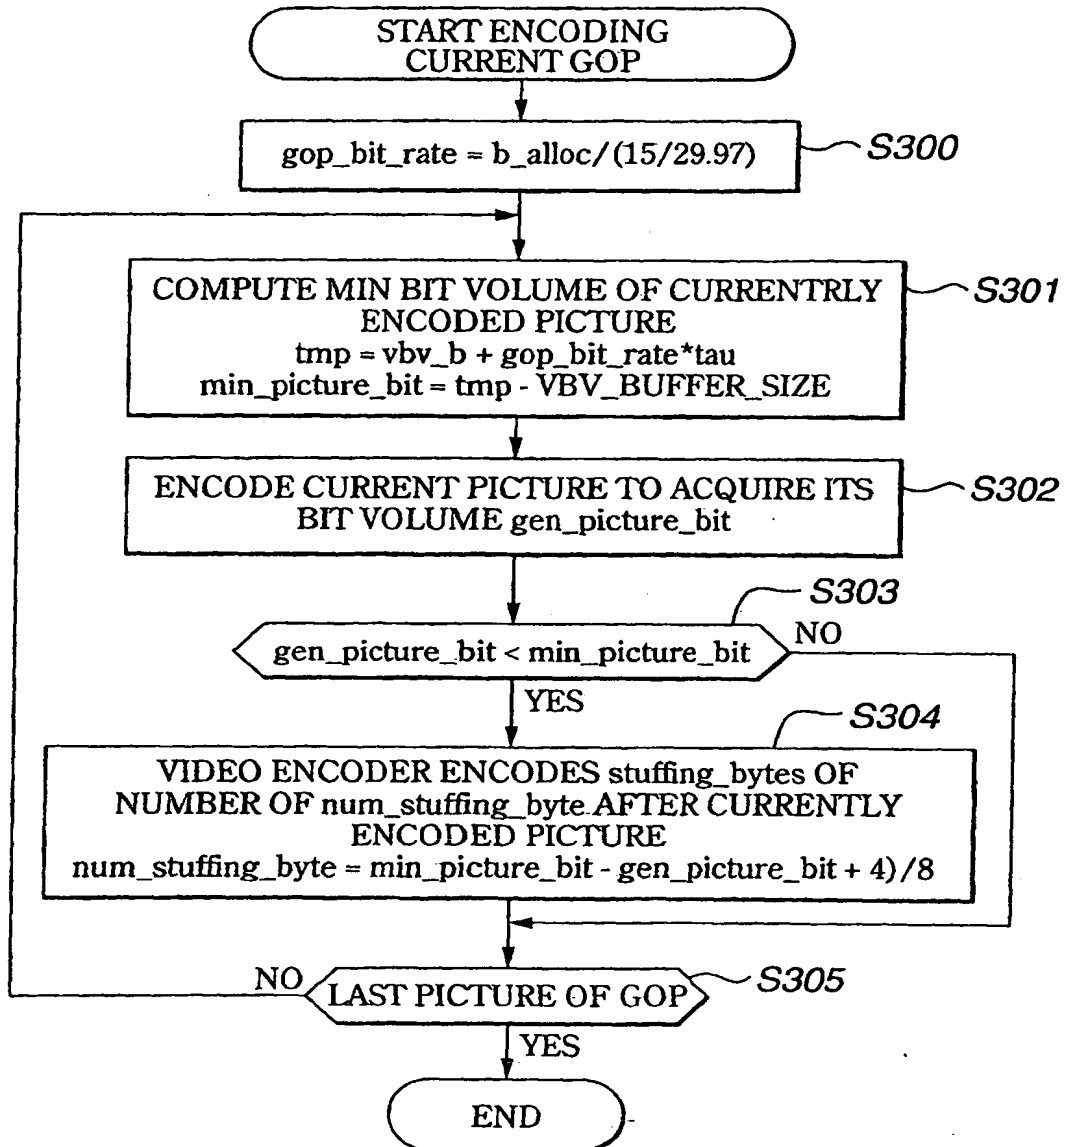 START ENCODING
CURRENT GOP
gop_bit_rate = b_alloc/(15/29.97)
S300
COMPUTE MIN BIT VOLUME OF CURRENTRLY
ENCODED PICTURE
tmp = vbv_b + gop_bit_rate*tau
min_picture_bit = tmp - VBV_BUFFER_SIZE
S301
ENCODE CURRENT PICTURE TO ACQUIRE ITS
BIT VOLUME gen_picture_bit
S302
S303
gen_picture_bit < min_picture_bit
NO
YES
S304
VIDEO ENCODER ENCODES stuffing_bytes OF
NUMBER OF num_stuffing_byte AFTER CURRENTLY
ENCODED PICTURE
num_stuffing_byte = min_picture_bit - gen_picture_bit + 4)/8
NO
LAST PICTURE OF GOP
S305
YES
END